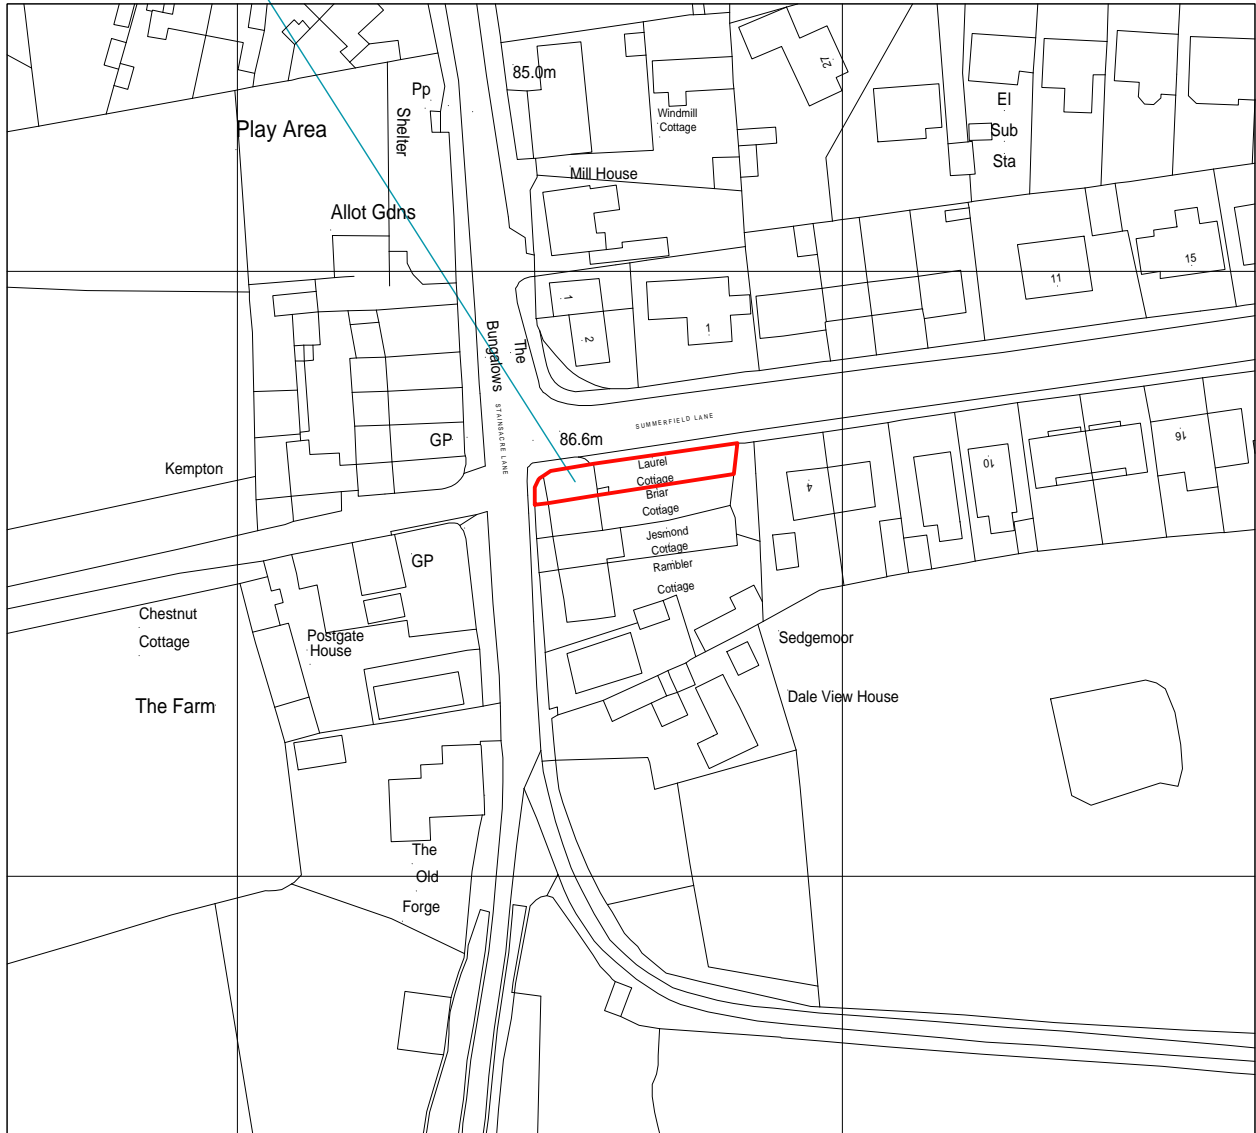 85.0m
27
Pp
Shelter
Windmill
Cottage
El
Sub
Sta
Play Area
Mill House
Allot Gdns
11
15
1
2
1
The
Bungalows
STAINSACRE LANE
SUMMERFIELD LANE
GP
86.6m
Kempton
Laurel
Cottage
Briar
Cottage
Jesmond
Cottage
Rambler
Cottage
4
10
16
GP
Chestnut
Cottage
Postgate
House
Sedgemoor
Dale View House
The Farm
The
Old
Forge